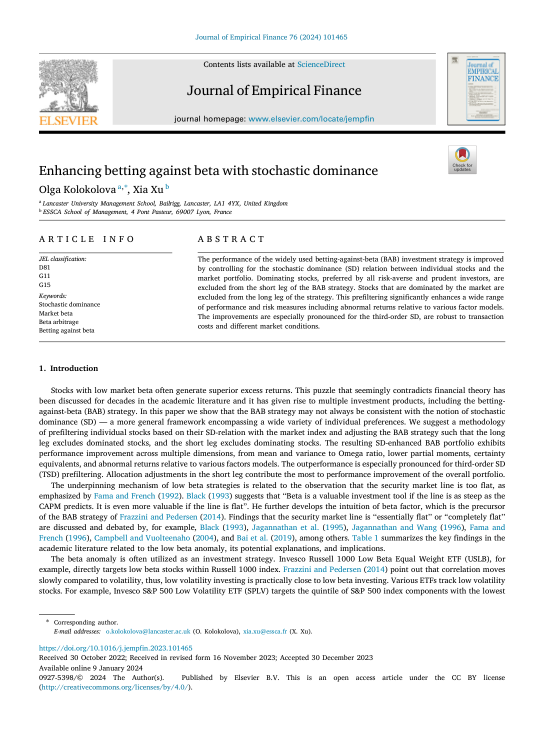 Journal of Empirical Finance 76 (2024) 101465
Contents lists available at ScienceDirect
Journal of Empirical Finance
journal homepage: www.elsevier.com/locate/jempfin
ELSEVIER
Journal of
EMPIRICAL
FINANCE
Check for
updates
Enhancing betting against beta with stochastic dominance
Olga Kolokolova a,*, Xia Xu b
a Lancaster University Management School, Bailrigg, Lancaster, LA1 4YX, United Kingdom
b ESSCA School of Management, 4 Pont Pasteur, 69007 Lyon, France
ARTICLE INFO
JEL classification:
D81
G11
G15
Keywords:
Stochastic dominance
Market beta
Beta arbitrage
Betting against beta
ABSTRACT
The performance of the widely used betting-against-beta (BAB) investment strategy is improved
by controlling for the stochastic dominance (SD) relation between individual stocks and the
market portfolio. Dominating stocks, preferred by all risk-averse and prudent investors, are
excluded from the short leg of the BAB strategy. Stocks that are dominated by the market are
excluded from the long leg of the strategy. This prefiltering significantly enhances a wide range
of performance and risk measures including abnormal returns relative to various factor models.
The improvements are especially pronounced for the third-order SD, are robust to transaction
costs and different market conditions.
1. Introduction
Stocks with low market beta often generate superior excess returns. This puzzle that seemingly contradicts financial theory has
been discussed for decades in the academic literature and it has given rise to multiple investment products, including the betting-
against-beta (BAB) strategy. In this paper we show that the BAB strategy may not always be consistent with the notion of stochastic
dominance (SD) — a more general framework encompassing a wide variety of individual preferences. We suggest a methodology
of prefiltering individual stocks based on their SD-relation with the market index and adjusting the BAB strategy such that the long
leg excludes dominated stocks, and the short leg excludes dominating stocks. The resulting SD-enhanced BAB portfolio exhibits
performance improvement across multiple dimensions, from mean and variance to Omega ratio, lower partial moments, certainty
equivalents, and abnormal returns relative to various factors models. The outperformance is especially pronounced for third-order SD
(TSD) prefiltering. Allocation adjustments in the short leg contribute the most to performance improvement of the overall portfolio.
The underpinning mechanism of low beta strategies is related to the observation that the security market line is too flat, as
emphasized by Fama and French (1992). Black (1993) suggests that “Beta is a valuable investment tool if the line is as steep as the
CAPM predicts. It is even more valuable if the line is flat”. He further develops the intuition of beta factor, which is the precursor
of the BAB strategy of Frazzini and Pedersen (2014). Findings that the security market line is “essentially flat” or “completely flat”
are discussed and debated by, for example, Black (1993), Jagannathan et al. (1995), Jagannathan and Wang (1996), Fama and
French (1996), Campbell and Vuolteenaho (2004), and Bai et al. (2019), among others. Table 1 summarizes the key findings in the
academic literature related to the low beta anomaly, its potential explanations, and implications.
The beta anomaly is often utilized as an investment strategy. Invesco Russell 1000 Low Beta Equal Weight ETF (USLB), for
example, directly targets low beta stocks within Russell 1000 index. Frazzini and Pedersen (2014) point out that correlation moves
slowly compared to volatility, thus, low volatility investing is practically close to low beta investing. Various ETFs track low volatility
stocks. For example, Invesco S&P 500 Low Volatility ETF (SPLV) targets the quintile of S&P 500 index components with the lowest
* Corresponding author.
E-mail addresses: o.kolokolova@lancaster.ac.uk (O. Kolokolova), xia.xu@essca.fr (X. Xu).
https://doi.org/10.1016/j.jempfin.2023.101465
Received 30 October 2022; Received in revised form 16 November 2023; Accepted 30 December 2023
Available online 9 January 2024
0927-5398/© 2024 The Author(s). Published by Elsevier B.V. This is an open access article under the CC BY license
(http://creativecommons.org/licenses/by/4.0/).